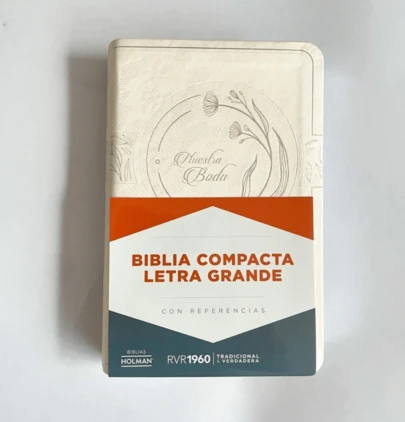 Nuestra
Boda
BIBLIA COMPACTA
LETRA GRANDE
CON REFERENCIAS
BIBLIAS
HOLMAN
RVR1960
TRADICIONAL
& VERDADERA